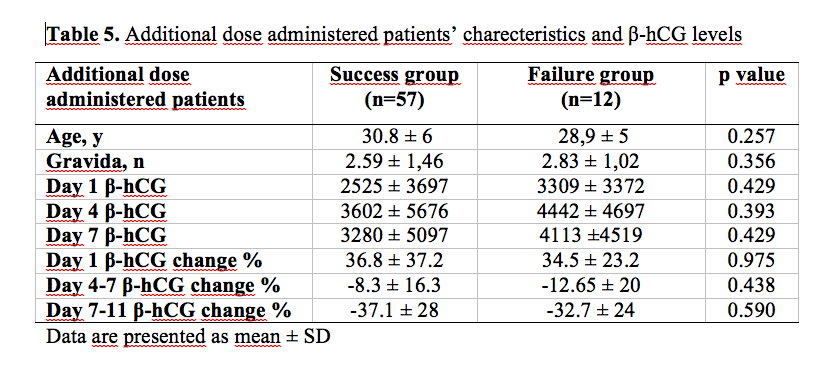 Table 5. Additional dose administered patients’ charecteristics and β-hCG levels
Additional dose administered patients Success group (n=57) Failure group (n=12) p value
Age, y 30.8 ± 6 28,9 ± 5 0.257
Gravida, n 2.59 ± 1,46 2.83 ± 1,02 0.356
Day 1 β-hCG 2525 ± 3697 3309 ± 3372 0.429
Day 4 β-hCG 3602 ± 5676 4442 ± 4697 0.393
Day 7 β-hCG 3280 ± 5097 4113 ±4519 0.429
Day 1 β-hCG change % 36.8 ± 37.2 34.5 ± 23.2 0.975
Day 4-7 β-hCG change % -8.3 ± 16.3 -12.65 ± 20 0.438
Day 7-11 β-hCG change % -37.1 ± 28 -32.7 ± 24 0.590
Data are presented as mean ± SD